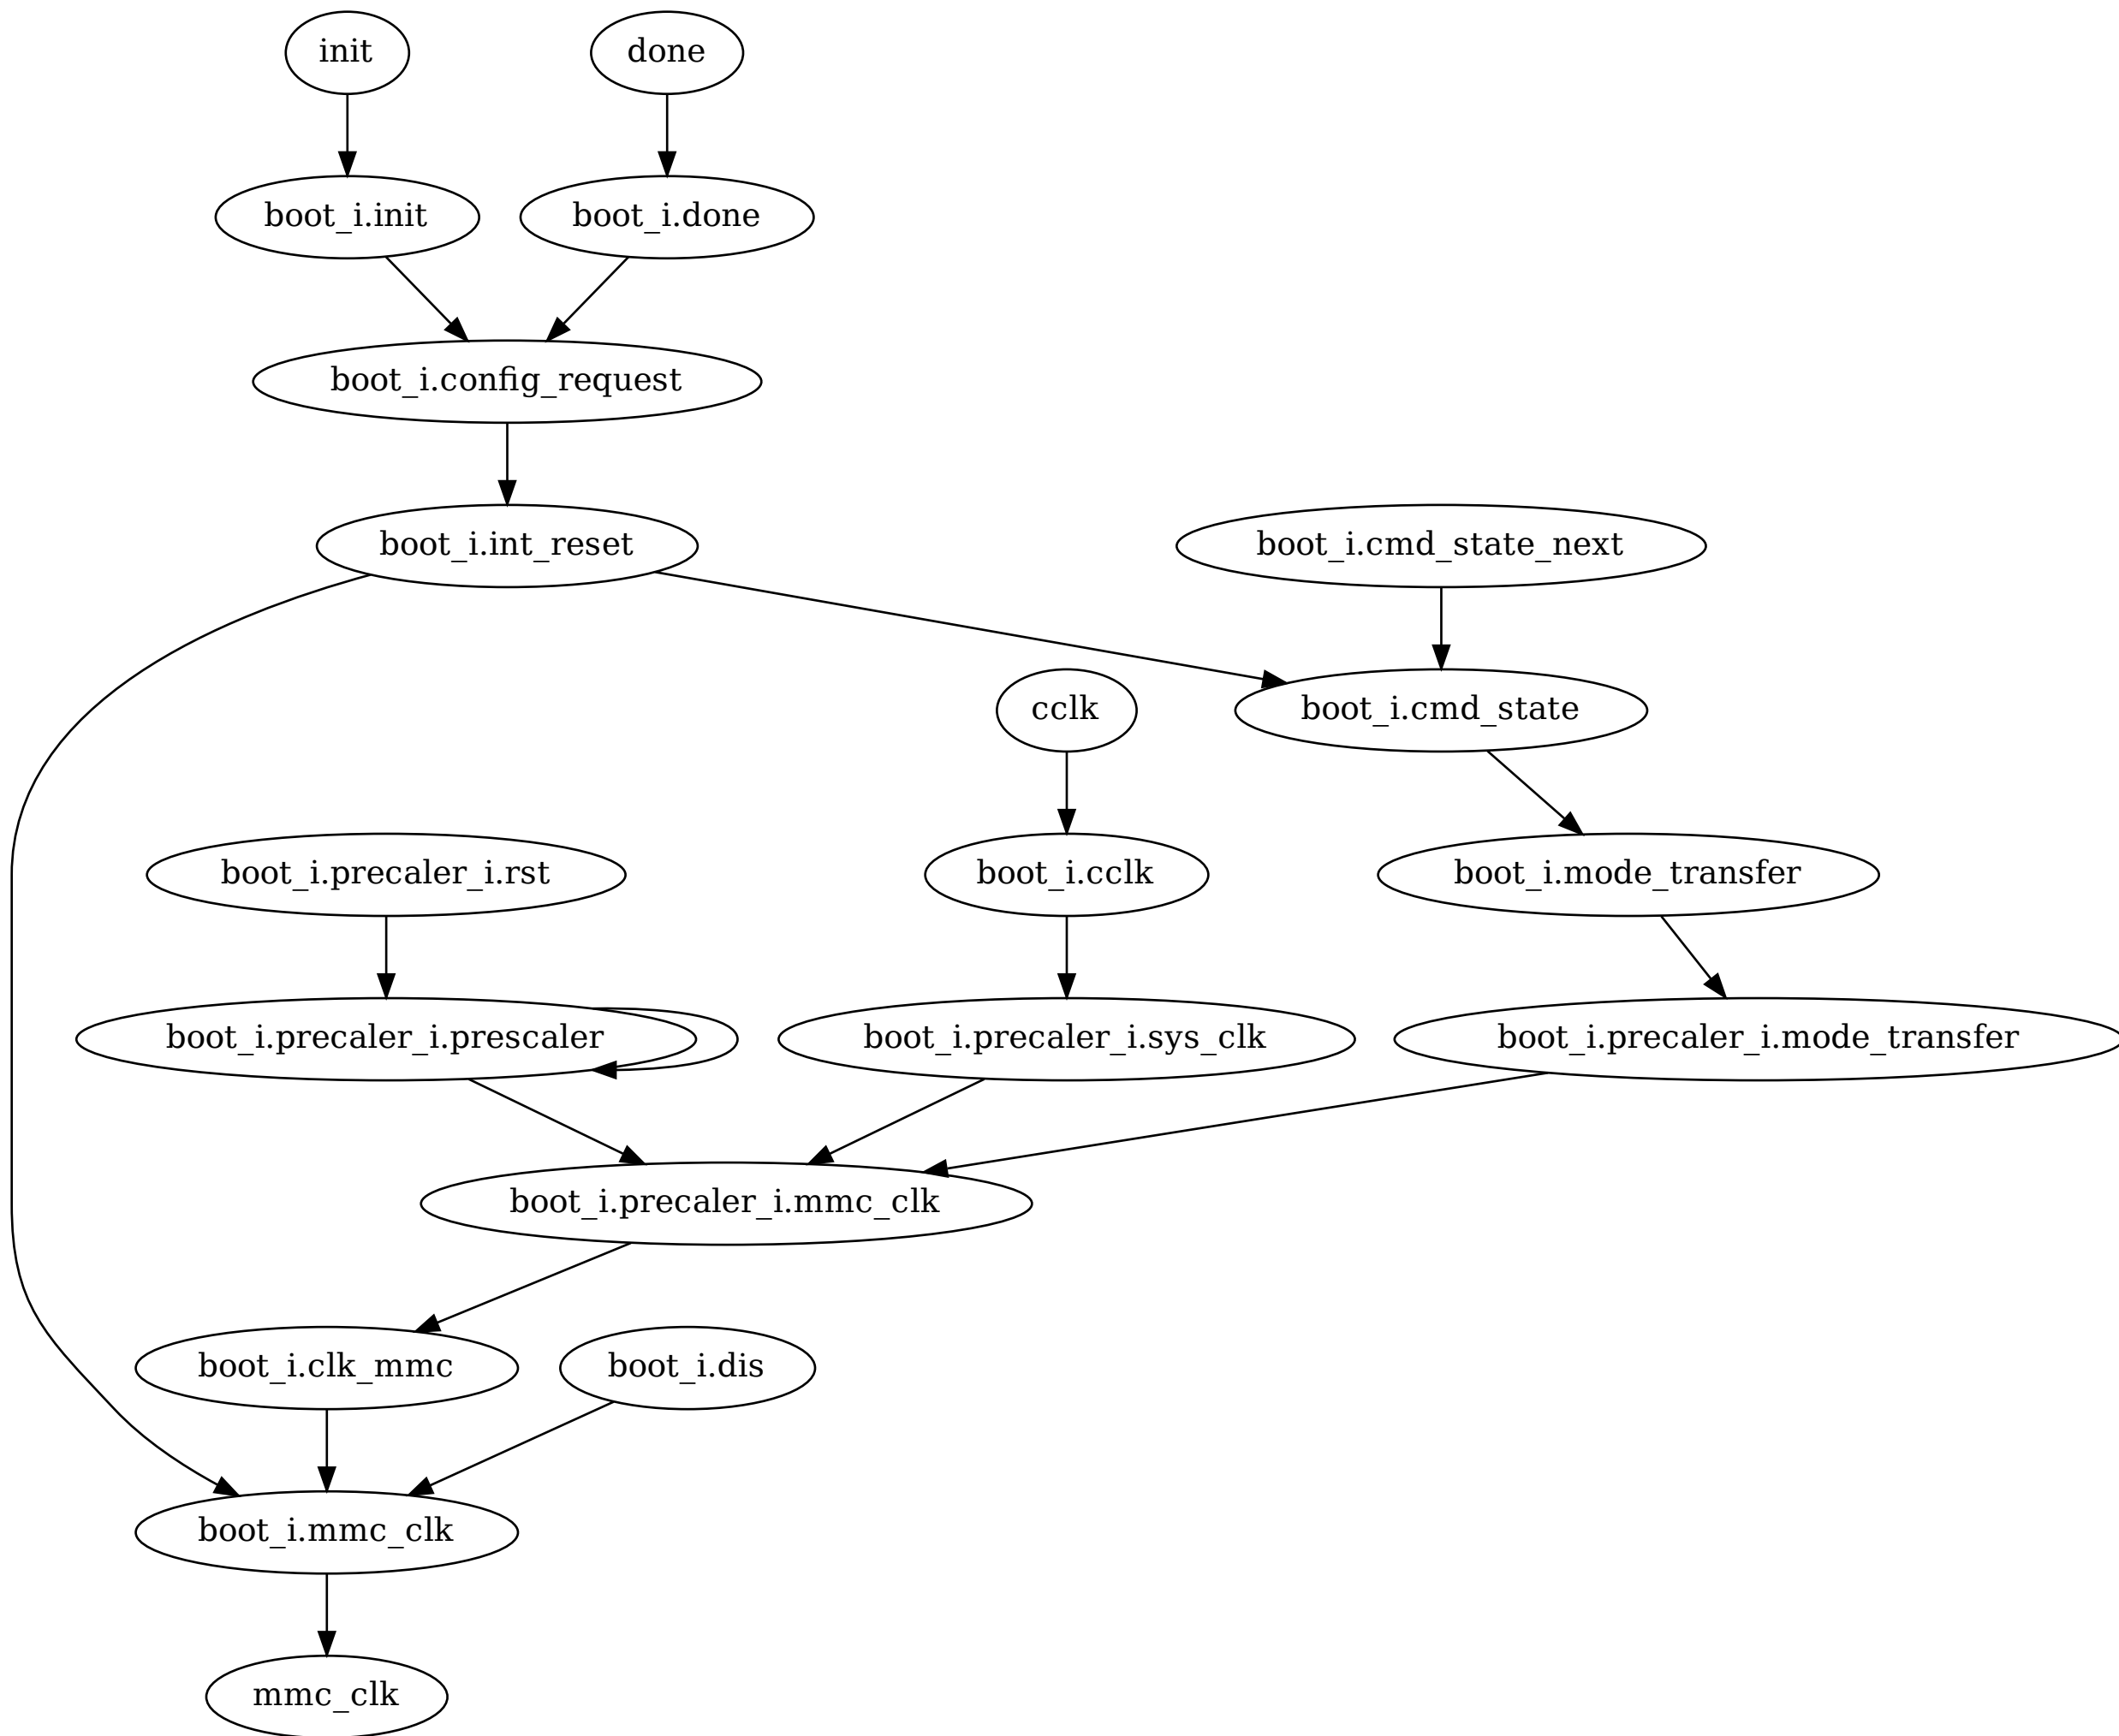 init
done
boot_i.init
boot_i.done
boot_i.config_request
boot_i.int_reset
boot_i.cmd_state_next
cclk
boot_i.cmd_state
boot_i.precaler_i.rst
boot_i.cclk
boot_i.mode_transfer
boot_i.precaler_i.prescaler
boot_i.precaler_i.sys_clk
boot_i.precaler_i.mode_transfer
boot_i.precaler_i.mmc_clk
boot_i.clk_mmc
boot_i.dis
boot_i.mmc_clk
mmc_clk